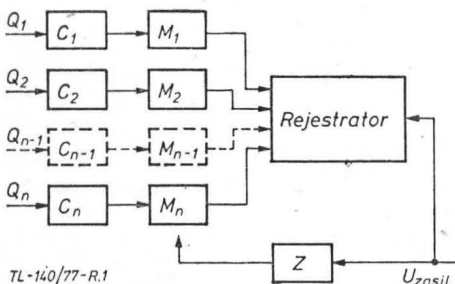 Q1 C1 M1
Q2 C2 M2
Rejestrator
Qn-1 Cn-1 Mn-1
Qn Cn Mn
Z
TL-140/77-R.1
Uzasil